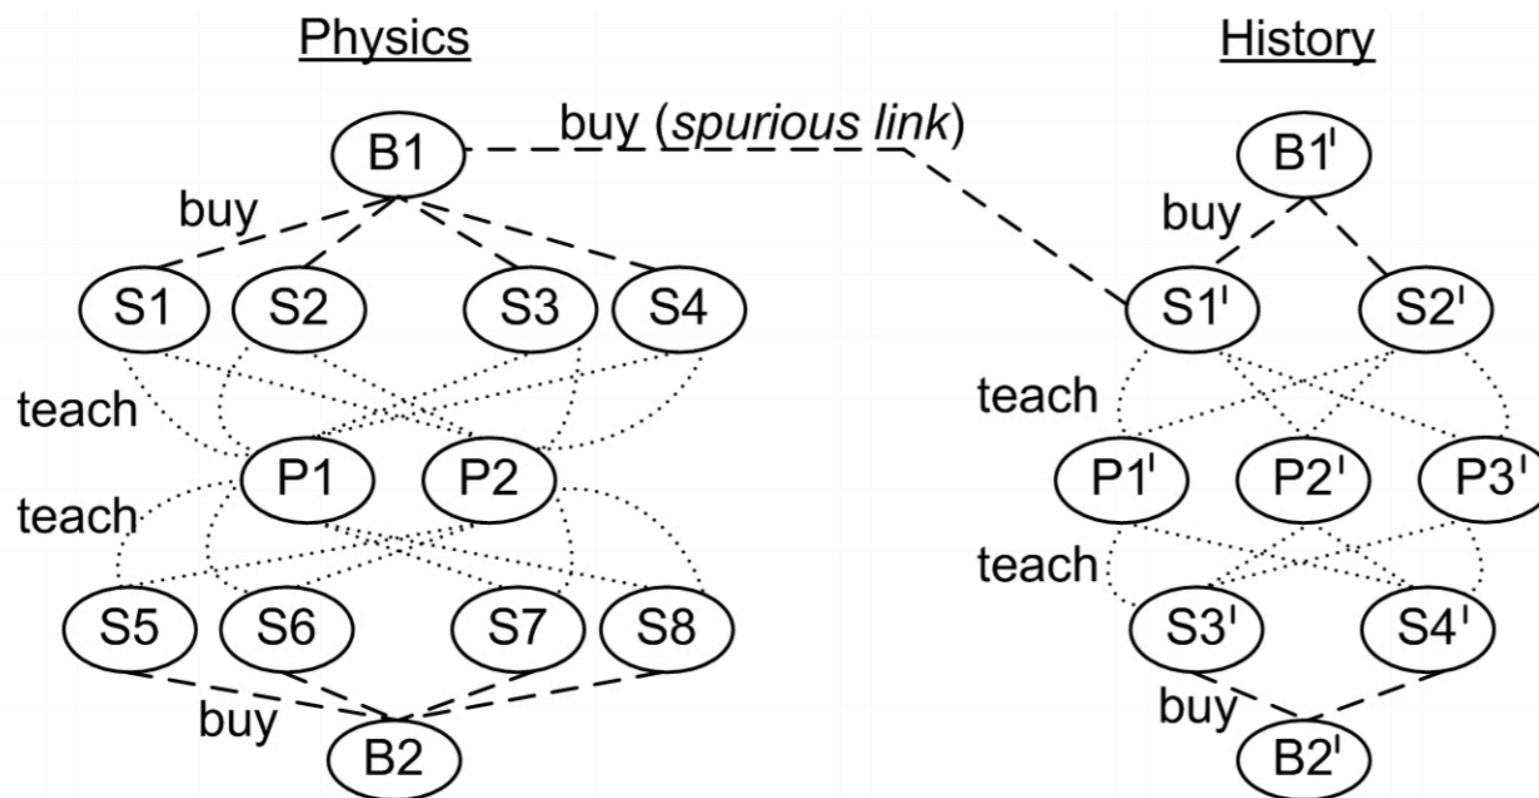 Physics
History
buy (spurious link)
B1
B1'
buy
buy
S1
S2
S3
S4
S1'
S2'
teach
teach
P1
P2
P1'
P2'
P3'
teach
teach
S5
S6
S7
S8
S3'
S4'
buy
buy
B2
B2'